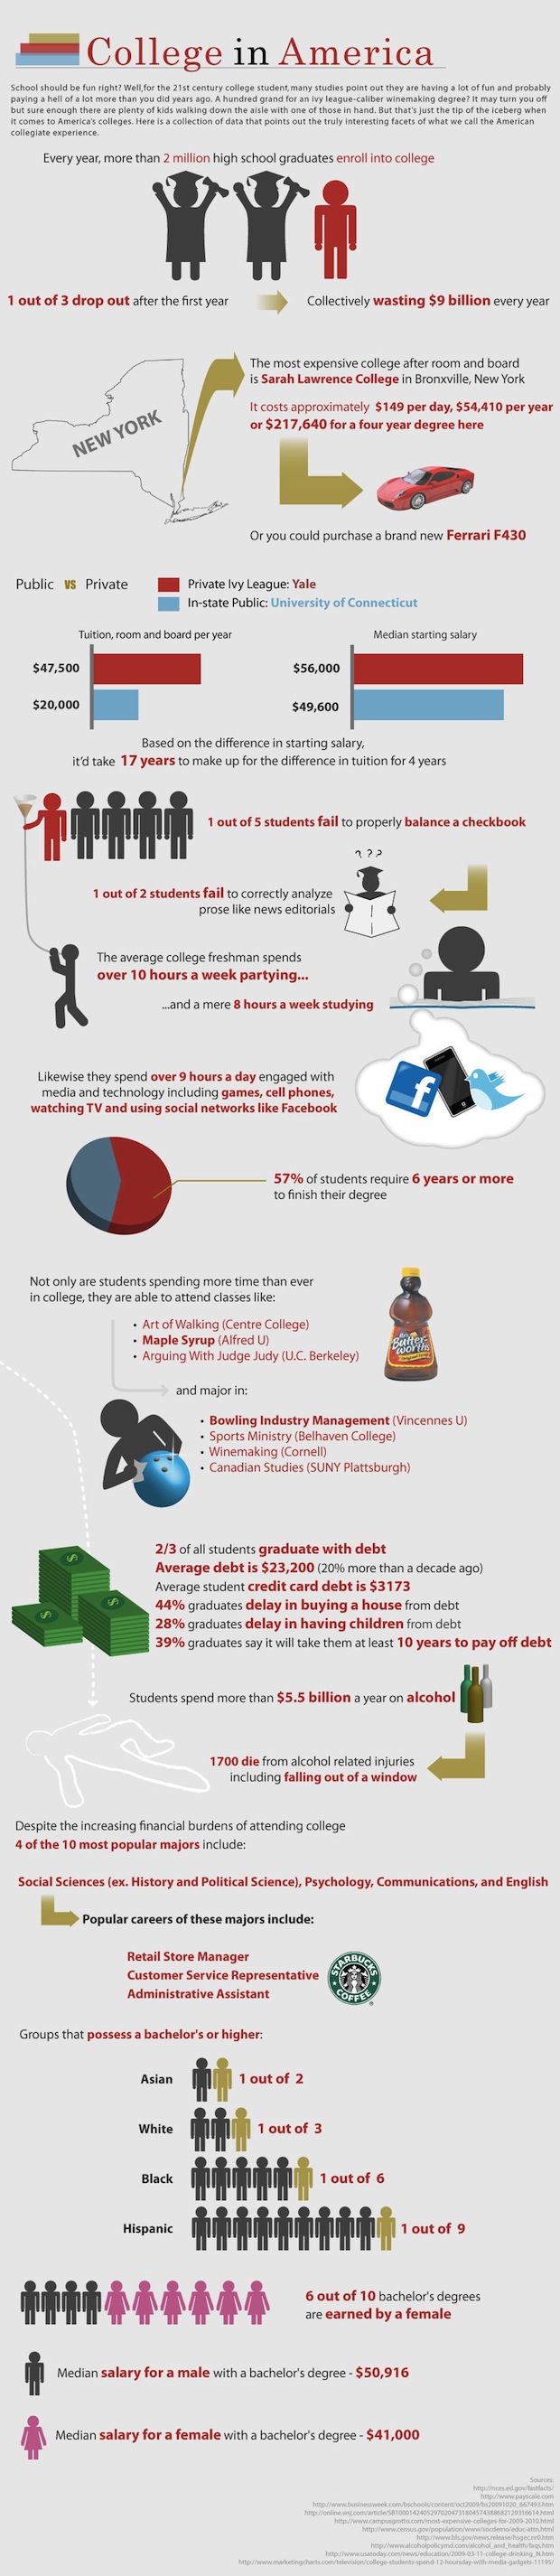 College in America
School should be fun right? Well, for the 21st century college student, many studies point out they are having a lot of fun and probably
paying a hell of a lot more than you did years ago. A hundred grand for an ivy league-caliber winemaking degree? It may turn you off
but sure enough there are plenty of kids walking down the aisle with one of those in hand. But that's just the tip of the iceberg when
it comes to America's colleges. Here is a collection of data that points out the truly interesting facets of what we call the American
collegiate experience.
Every year, more than 2 million high school graduates enroll into college
1 out of 3 drop out after the first year
Collectively wasting $9 billion every year
The most expensive college after room and board
is Sarah Lawrence College in Bronxville, New York
NEW YORK
It costs approximately $149 per day, $54,410 per year
or $217,640 for a four year degree here
Or you could purchase a brand new Ferrari F430
Public VS Private
Private Ivy League: Yale
In-state Public: University of Connecticut
Tuition, room and board per year
Median starting salary
$47,500
$56,000
$20,000
$49,600
Based on the difference in starting salary,
it'd take 17 years to make up for the difference in tuition for 4 years
1 out of 5 students fail to properly balance a checkbook
? ? ?
1 out of 2 students fail to correctly analyze
prose like news editorials
The average college freshman spends
over 10 hours a week partying...
...and a mere 8 hours a week studying
f
Likewise they spend over 9 hours a day engaged with
media and technology including games, cell phones,
watching TV and using social networks like Facebook
57% of students require 6 years or more
to finish their degree
Not only are students spending more time than ever
in college, they are able to attend classes like:
• Art of Walking (Centre College)
• Maple Syrup (Alfred U)
• Arguing With Judge Judy (U.C. Berkeley)
Butter-
worth's
and major in:
• Bowling Industry Management (Vincennes U)
• Sports Ministry (Belhaven College)
• Winemaking (Cornell)
• Canadian Studies (SUNY Plattsburgh)
2/3 of all students graduate with debt
Average debt is $23,200 (20% more than a decade ago)
Average student credit card debt is $3173
44% graduates delay in buying a house from debt
28% graduates delay in having children from debt
39% graduates say it will take them at least 10 years to pay off debt
Students spend more than $5.5 billion a year on alcohol
1700 die from alcohol related injuries
including falling out of a window
Despite the increasing financial burdens of attending college
4 of the 10 most popular majors include:
Social Sciences (ex. History and Political Science), Psychology, Communications, and English
Popular careers of these majors include:
Retail Store Manager
Customer Service Representative
Administrative Assistant
STARBUCKS
COFFEE
Groups that possess a bachelor's or higher:
Asian 1 out of 2
White 1 out of 3
Black 1 out of 6
Hispanic 1 out of 9
6 out of 10 bachelor's degrees
are earned by a female
Median salary for a male with a bachelor's degree - $50,916
Median salary for a female with a bachelor's degree - $41,000
Sources:
http://nces.ed.gov/fastfacts/
http://www.payscale.com
http://www.businessweek.com/bschools/content/oct2009/bs20091020_667493.htm
http://www.campusgrotto.com/most-expensive-colleges-for-2009-2010.html
http://www.census.gov/population/www/socdemo/educ-attn.html
http://www.bls.gov/news.release/hsgec.nr0.htm
http://www.alcoholpolicymd.com/alcohol_and_health/faqs.htm
http://www.usatoday.com/news/education/2009-03-11-college-drinking_N.htm
http://www.marketingcharts.com/television/college-students-spend-12-hoursday-with-media-gadgets-11195/